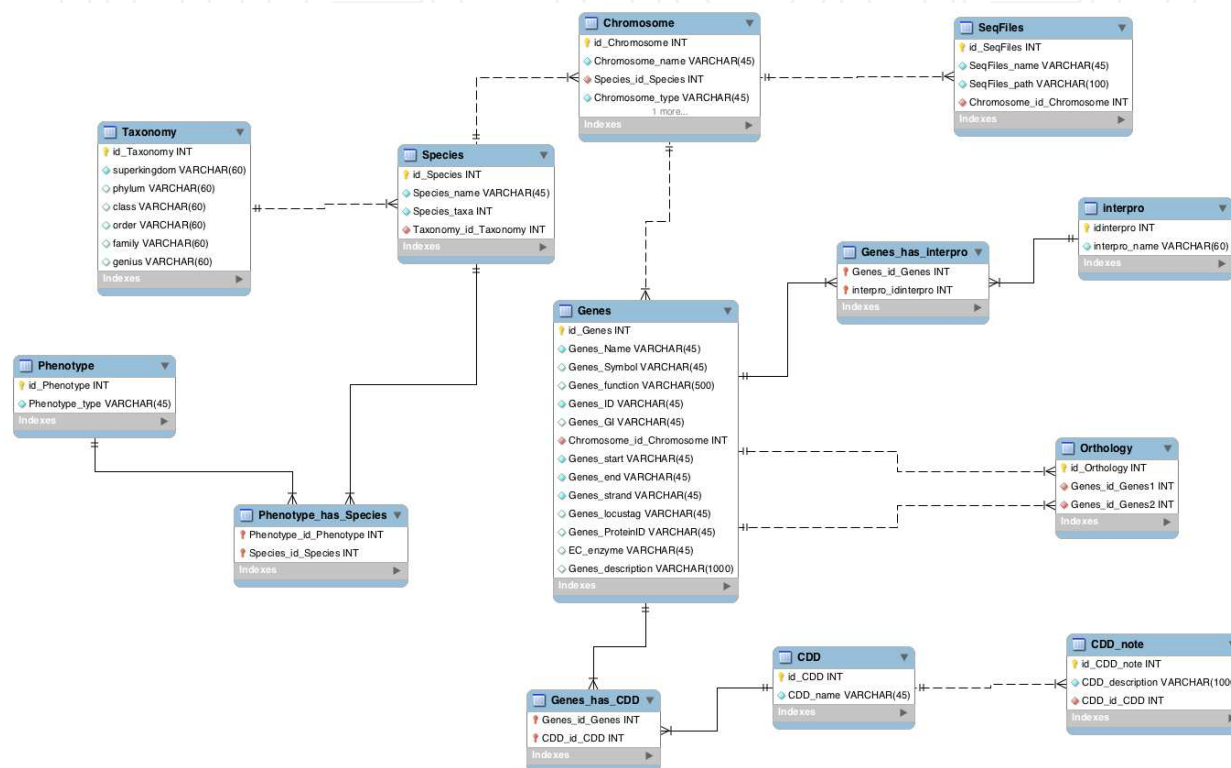 Chromosome
id_Chromosome INT
Chromosome_name VARCHAR(45)
Species_id_Species INT
Chromosome_type VARCHAR(45)
1 more...
Indexes
SeqFiles
id_SeqFiles INT
SeqFiles_name VARCHAR(45)
SeqFiles_path VARCHAR(100)
Chromosome_id_Chromosome INT
Indexes
Taxonomy
id_Taxonomy INT
superkingdom VARCHAR(60)
phylum VARCHAR(60)
class VARCHAR(60)
order VARCHAR(60)
family VARCHAR(60)
genius VARCHAR(60)
Indexes
Species
id_Species INT
Species_name VARCHAR(45)
Species_taxa INT
Taxonomy_id_Taxonomy INT
Indexes
interpro
idinterpro INT
interpro_name VARCHAR(60)
Indexes
Genes_has_interpro
Genes_id_Genes INT
interpro_idinterpro INT
Indexes
Genes
id_Genes INT
Genes_Name VARCHAR(45)
Genes_Symbol VARCHAR(45)
Genes_function VARCHAR(500)
Genes_ID VARCHAR(45)
Genes_GI VARCHAR(45)
Chromosome_id_Chromosome INT
Genes_start VARCHAR(45)
Genes_end VARCHAR(45)
Genes_strand VARCHAR(45)
Genes_locustag VARCHAR(45)
Genes_ProteinID VARCHAR(45)
EC_enzyme VARCHAR(45)
Genes_description VARCHAR(1000)
Indexes
Phenotype
id_Phenotype INT
Phenotype_type VARCHAR(45)
Indexes
Phenotype_has_Species
Phenotype_id_Phenotype INT
Species_id_Species INT
Indexes
Orthology
id_Orthology INT
Genes_id_Genes1 INT
Genes_id_Genes2 INT
Indexes
Genes_has_CDD
Genes_id_Genes INT
CDD_id_CDD INT
Indexes
CDD
id_CDD INT
CDD_name VARCHAR(45)
Indexes
CDD_note
id_CDD_note INT
CDD_description VARCHAR(100
CDD_id_CDD INT
Indexes